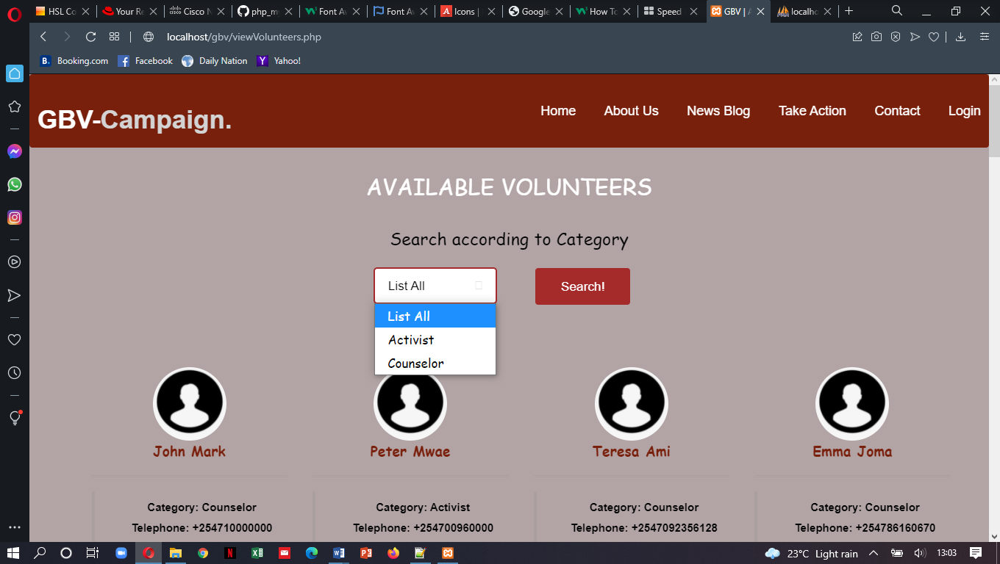 HSL Co
Your Re
Cisco N
php_my
Font Av
Font Av
Icons |
Google
How To
Speed
GBV | A
localho
localhost/gbv/viewVolunteers.php
B. Booking.com
Facebook
Daily Nation
Yahoo!
GBV-Campaign.
Home
About Us
News Blog
Take Action
Contact
Login
AVAILABLE VOLUNTEERS
Search according to Category
List All
Search!
List All
Activist
Counselor
John Mark
Peter Mwae
Teresa Ami
Emma Joma
Category: Counselor
Category: Activist
Category: Counselor
Category: Counselor
Telephone: +254710000000
Telephone: +254700960000
Telephone: +2547092356128
Telephone: +254786160670
23°C Light rain
13:03